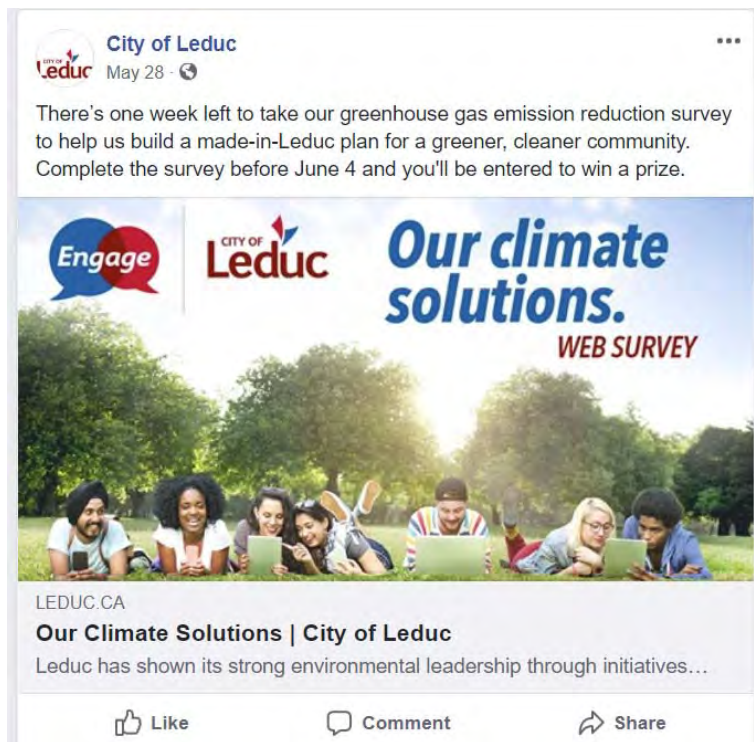 City of Leduc
CITY OF
Leduc
May 28
There's one week left to take our greenhouse gas emission reduction survey
to help us build a made-in-Leduc plan for a greener, cleaner community.
Complete the survey before June 4 and you'll be entered to win a prize.
Engage
CITY OF
Leduc
Our climate
solutions.
WEB SURVEY
LEDUC.CA
Our Climate Solutions | City of Leduc
Leduc has shown its strong environmental leadership through initiatives...
Like
Comment
Share